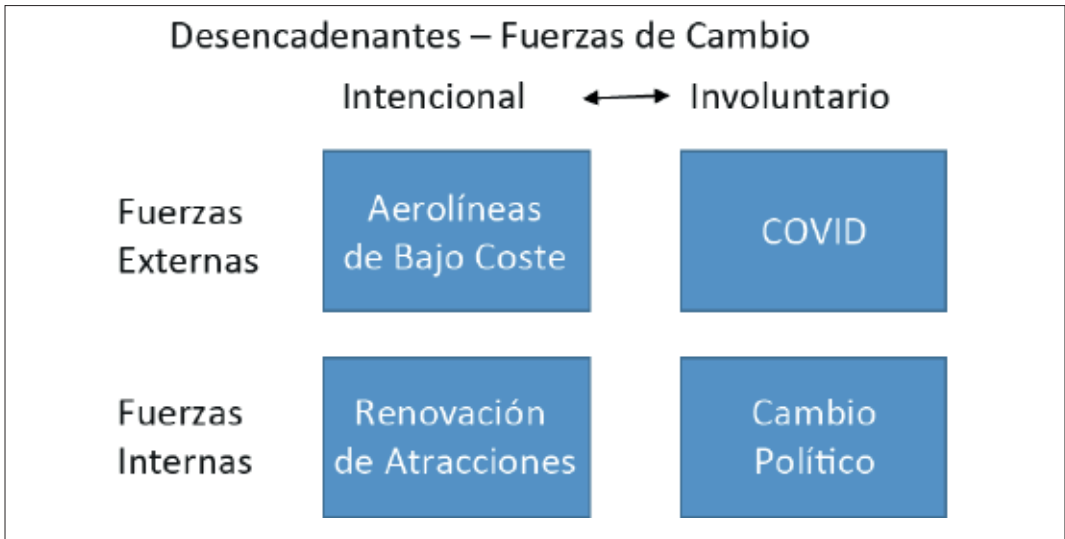 Desencadenantes – Fuerzas de Cambio
Intencional
Involuntario
Fuerzas
Externas
Aerolíneas
de Bajo Coste
COVID
Fuerzas
Internas
Renovación
de Atracciones
Cambio
Político